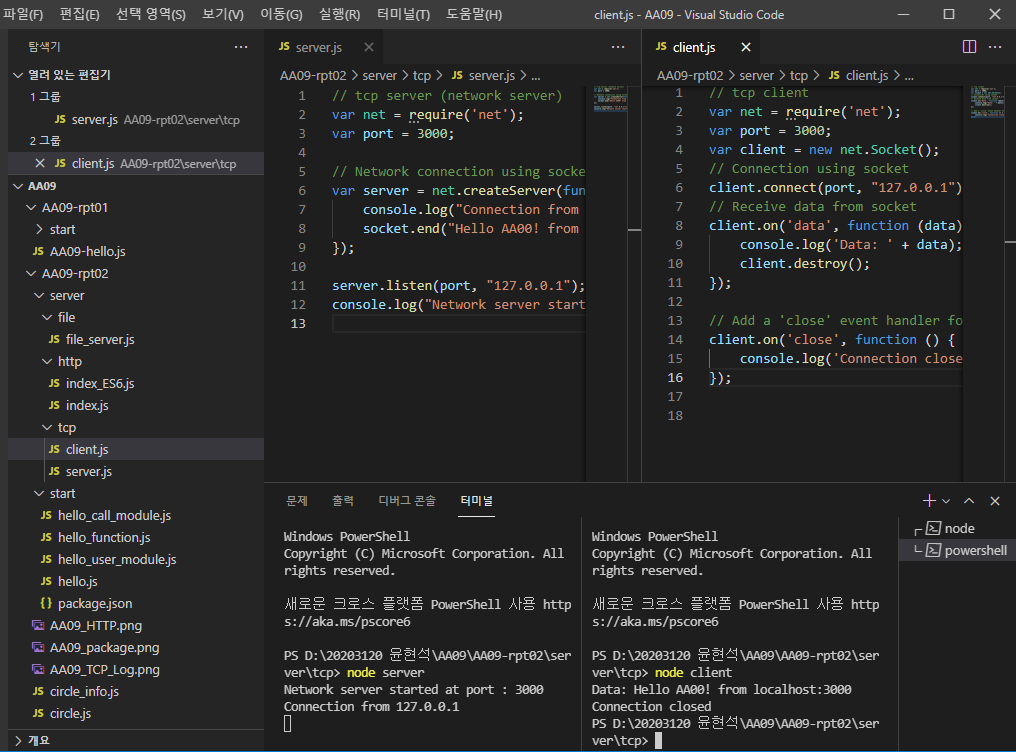 파일(F) 편집(E) 선택 영역(S) 보기(V) 이동(G) 실행(R) 터미널(T) 도움말(H) client.js - AA09 - Visual Studio Code
탐색기
열려 있는 편집기
1 그룹
JS server.js AA09-rpt02\server\tcp
2 그룹
JS client.js AA09-rpt02\server\tcp
AA09
AA09-rpt01
start
JS AA09-hello.js
AA09-rpt02
server
file
JS file_server.js
http
JS index_ES6.js
JS index.js
tcp
JS client.js
JS server.js
start
JS hello_call_module.js
JS hello_function.js
JS hello_user_module.js
JS hello.js
{} package.json
AA09_HTTP.png
AA09_package.png
AA09_TCP_Log.png
JS circle_info.js
JS circle.js
개요
JS server.js
AA09-rpt02 > server > tcp > JS server.js > ...
1 // tcp server (network server)
2 var net = require('net');
3 var port = 3000;
4
5 // Network connection using socke
6 var server = net.createServer(fun
7 console.log("Connection from
8 socket.end("Hello AA00! from
9 });
10
11 server.listen(port, "127.0.0.1");
12 console.log("Network server start
13
JS client.js
AA09-rpt02 > server > tcp > JS client.js > ...
1 // tcp client
2 var net = require('net');
3 var port = 3000;
4 var client = new net.Socket();
5 // Connection using socket
6 client.connect(port, "127.0.0.1")
7 // Receive data from socket
8 client.on('data', function (data)
9 console.log('Data: ' + data);
10 client.destroy();
11 });
12
13 // Add a 'close' event handler fo
14 client.on('close', function () {
15 console.log('Connection close
16 });
17
18
문제 출력 디버그 콘솔 터미널
Windows PowerShell
Copyright (C) Microsoft Corporation. All
rights reserved.
새로운 크로스 플랫폼 PowerShell 사용 http
s://aka.ms/pscore6
PS D:\20203120 윤현석\AA09\AA09-rpt02\ser
ver\tcp> node server
Network server started at port : 3000
Connection from 127.0.0.1
Windows PowerShell
Copyright (C) Microsoft Corporation. All
rights reserved.
새로운 크로스 플랫폼 PowerShell 사용 http
s://aka.ms/pscore6
PS D:\20203120 윤현석\AA09\AA09-rpt02\ser
ver\tcp> node client
Data: Hello AA00! from localhost:3000
Connection closed
PS D:\20203120 윤현석\AA09\AA09-rpt02\ser
ver\tcp>
node
powershell